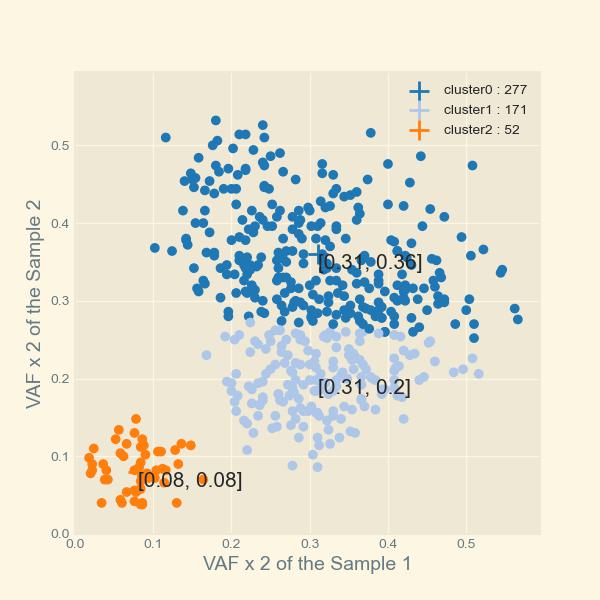 cluster0 : 277
cluster1 : 171
cluster2 : 52
0.5
0.4
[0.31, 0.36]
0.3
0.2
[0.31, 0.2]
0.1
[0.08, 0.08]
0.0
0.0 0.1 0.2 0.3 0.4 0.5
VAF x 2 of the Sample 1
VAF x 2 of the Sample 2